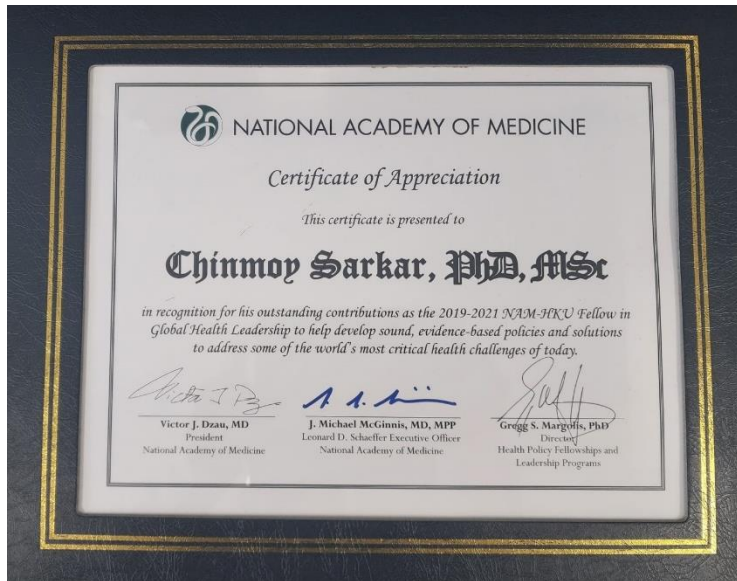 NATIONAL ACADEMY OF MEDICINE
Certificate of Appreciation
This certificate is presented to
Chinmoy Sarkar, PhD, MSc
in recognition for his outstanding contributions as the 2019-2021 NAM-HKU Fellow in
Global Health Leadership to help develop sound, evidence-based policies and solutions
to address some of the world's most critical health challenges of today.
Victor J. Dzau, MD
President
National Academy of Medicine
J. Michael McGinnis, MD, MPP
Leonard D. Schaeffer Executive Officer
National Academy of Medicine
Gregg S. Margolis, PhD
Director
Health Policy Fellowships and
Leadership Programs